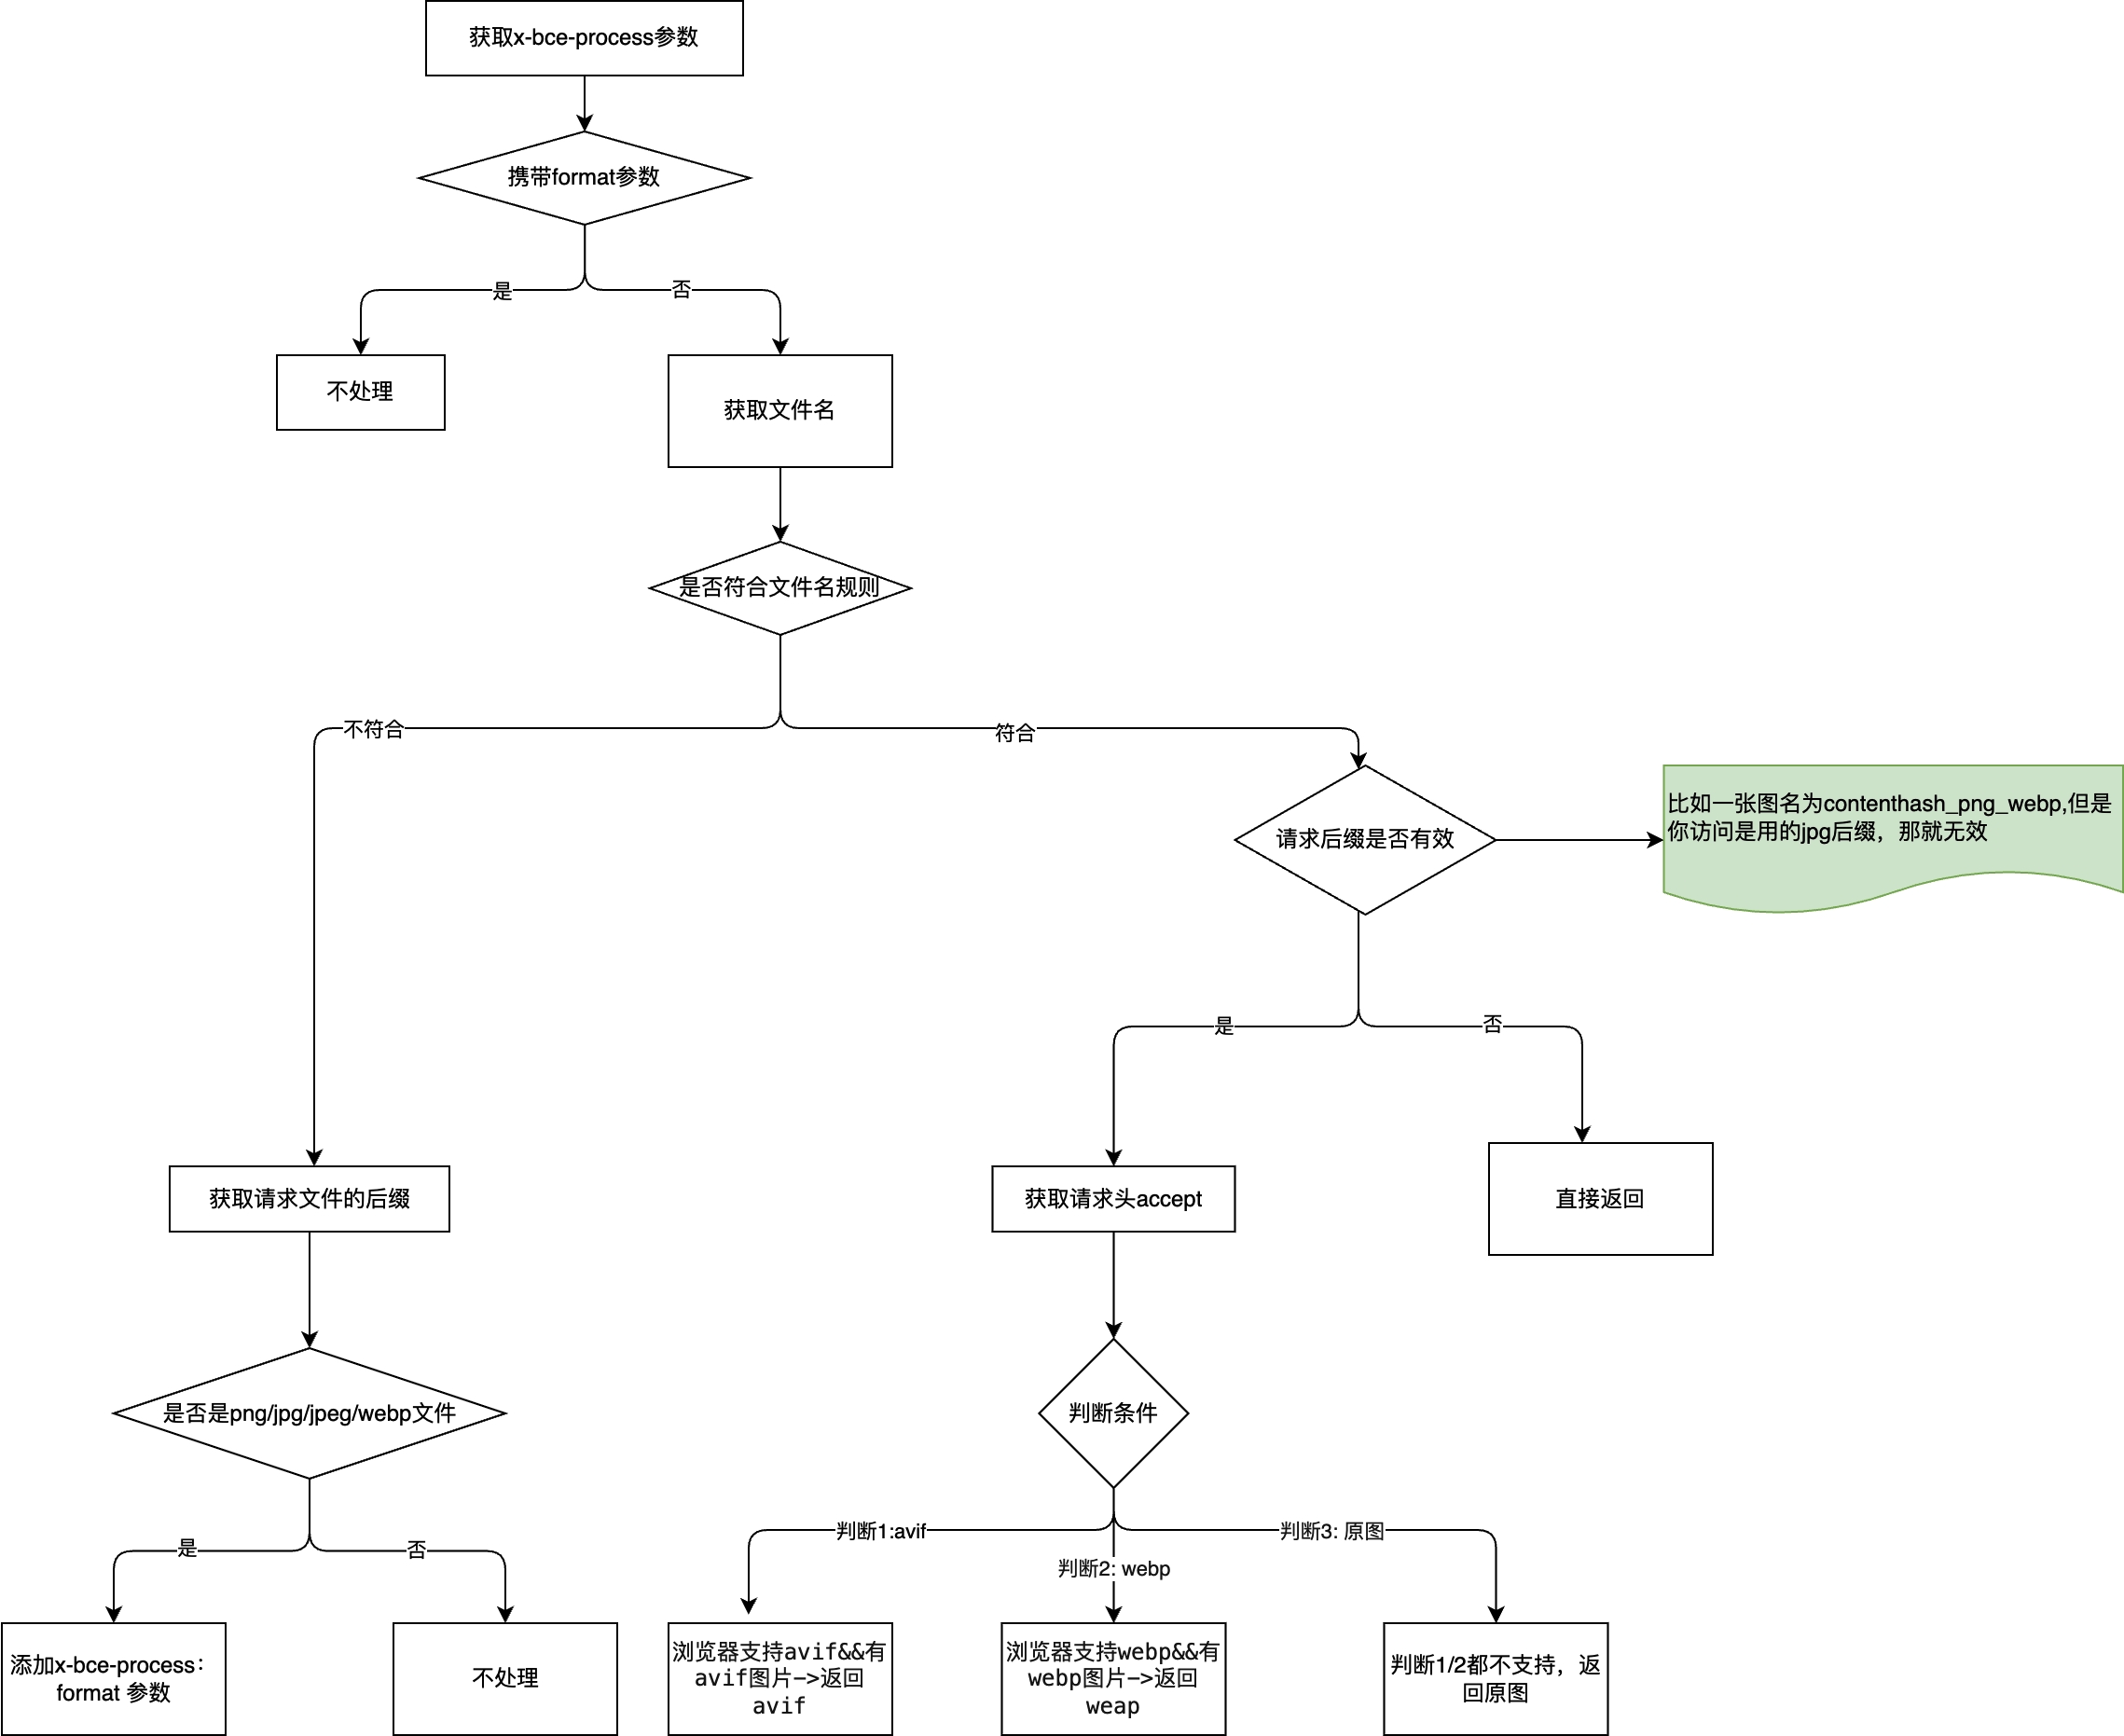 获取x-bce-process参数
携带format参数
是
否
不处理
获取文件名
是否符合文件名规则
不符合
符合
请求后缀是否有效
比如一张图名为contenthash_png_webp,但是
你访问是用的jpg后缀，那就无效
是
否
获取请求文件的后缀
获取请求头accept
直接返回
是否是png/jpg/jpeg/webp文件
判断条件
是
否
判断1:avif
判断2: webp
判断3: 原图
添加x-bce-process：
format 参数
不处理
浏览器支持avif&&有
avif图片->返回
avif
浏览器支持webp&&有
webp图片->返回
weap
判断1/2都不支持，返
回原图